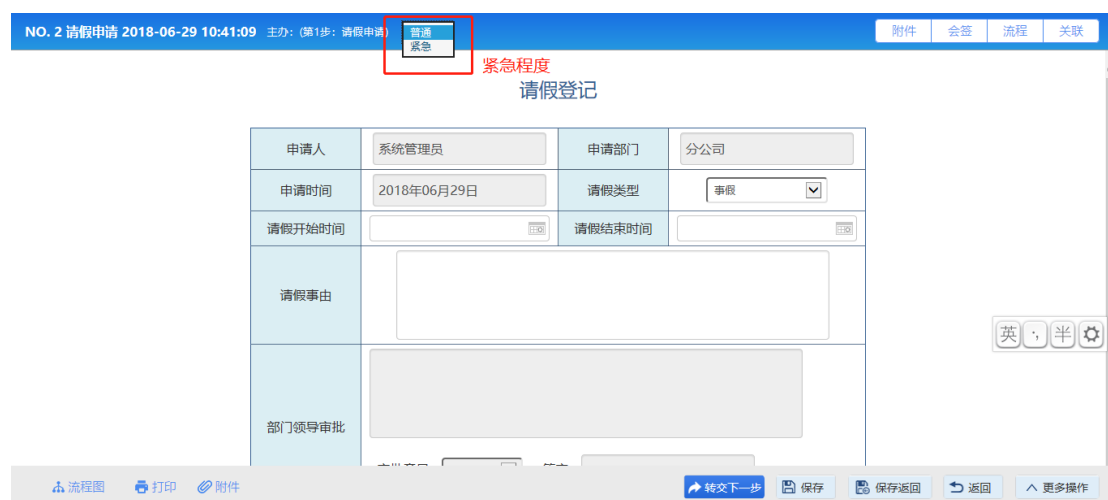 NO. 2 请假申请 2018-06-29 10:41:09 主办: (第1步: 请假申请) 普通 附件 会签 流程 关联
紧急
紧急程度
请假登记
申请人 系统管理员 申请部门 分公司
申请时间 2018年06月29日 请假类型 事假
请假开始时间 请假结束时间
请假事由
英 ·, 半
部门领导审批
流程图 打印 附件 转交下一步 保存 保存返回 返回 更多操作